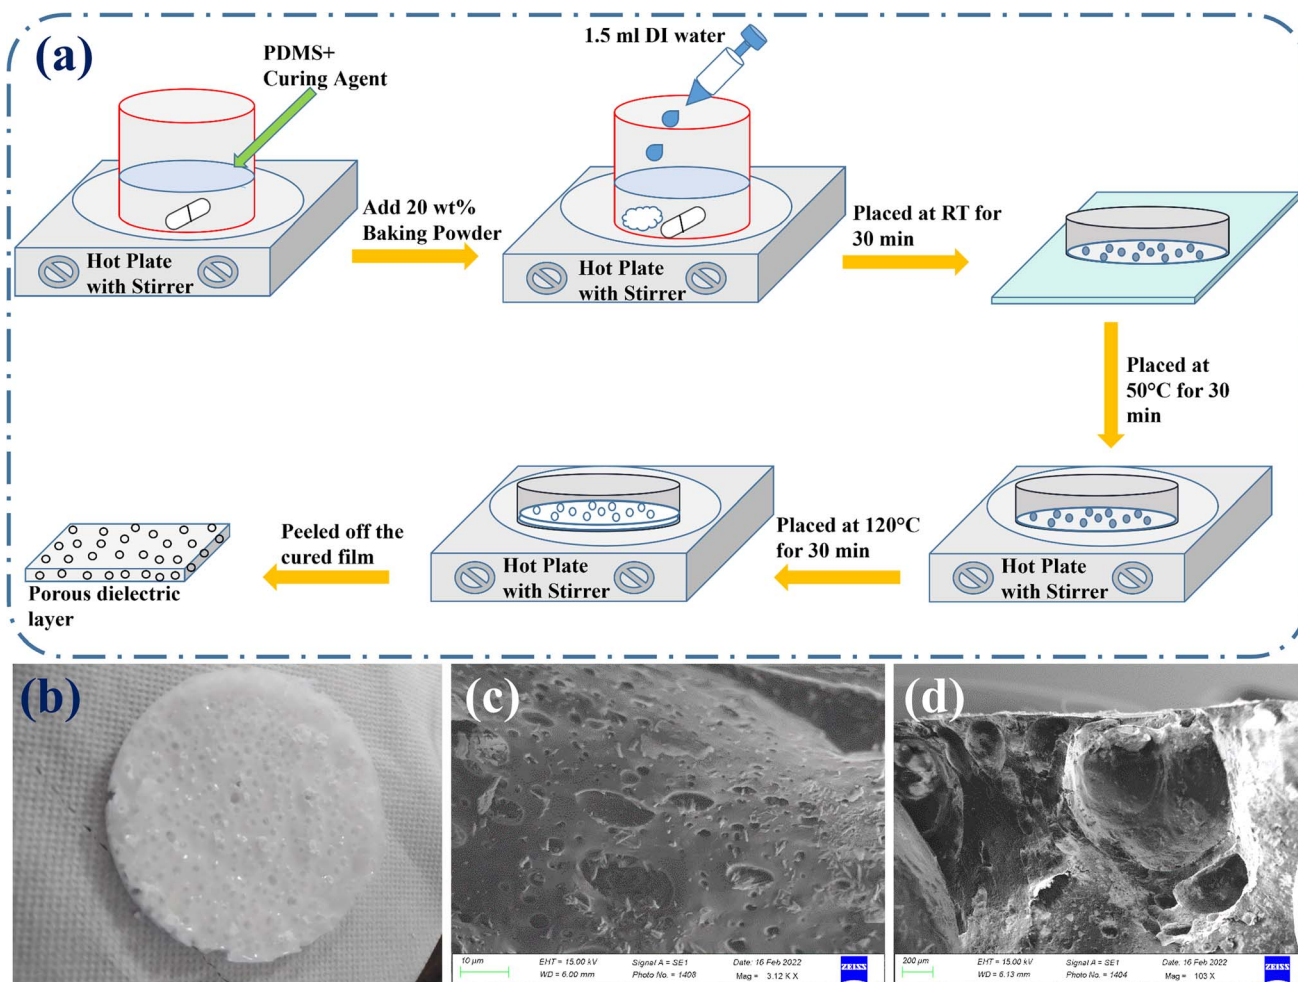 (a)
PDMS+
Curing Agent
1.5 ml DI water
Add 20 wt%
Baking Powder
Placed at RT for
30 min
Hot Plate
with Stirrer
Hot Plate
with Stirrer
Placed at
50°C for 30
min
Peeled off the
cured film
Placed at 120°C
for 30 min
Hot Plate
with Stirrer
Hot Plate
with Stirrer
Porous dielectric
layer
(b)
(c)
(d)
10 µm
EHT = 15.00 kV
WD = 6.00 mm
Signal A = SE1
Photo No. = 1408
Date: 16 Feb 2022
Mag = 3.12 K X
ZEISS
200 µm
EHT = 15.00 kV
WD = 6.13 mm
Signal A = SE1
Photo No. = 1404
Date: 16 Feb 2022
Mag = 103 X
ZEISS